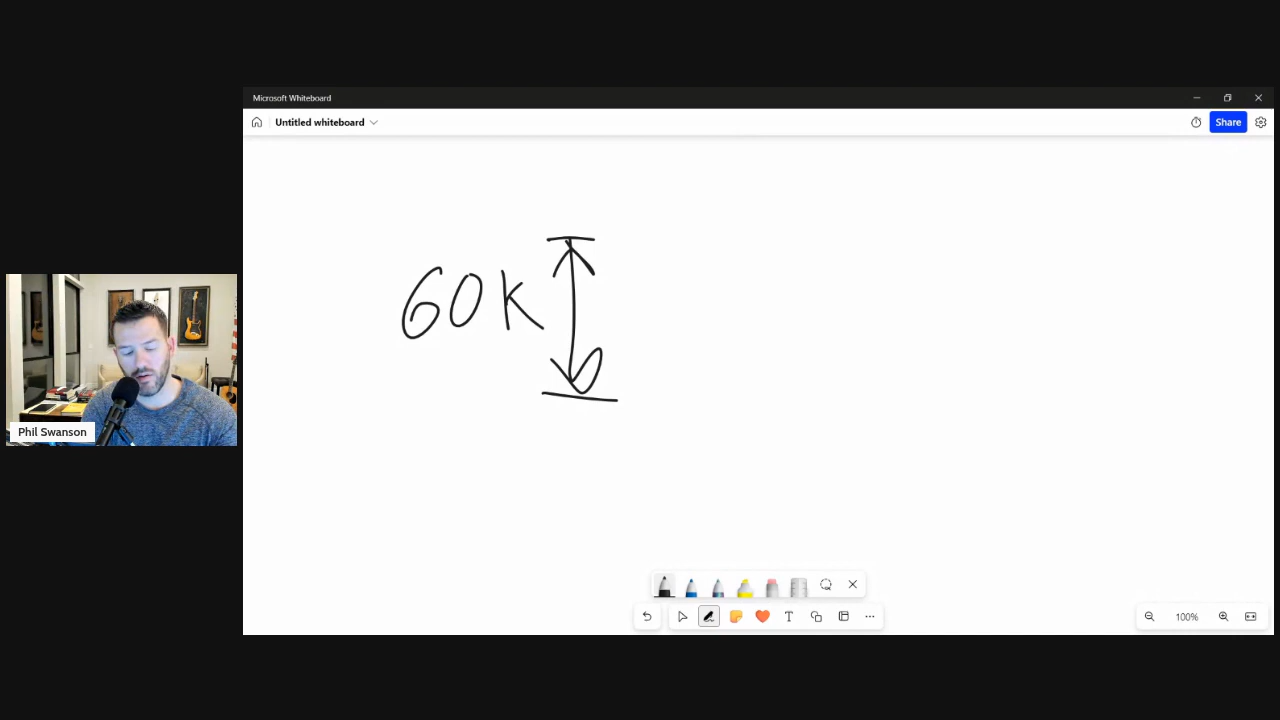 Microsoft Whiteboard
Untitled whiteboard
Share
60K
Phil Swanson
T
100%